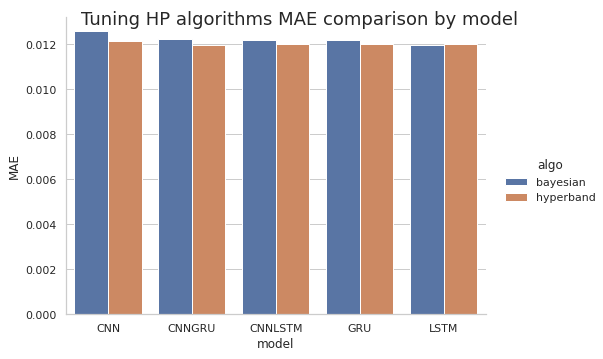 Tuning HP algorithms MAE comparison by model
MAE
0.012
0.010
0.008
0.006
0.004
0.002
0.000
CNN CNNGRU CNNLSTM GRU LSTM
model
algo
bayesian
hyperband